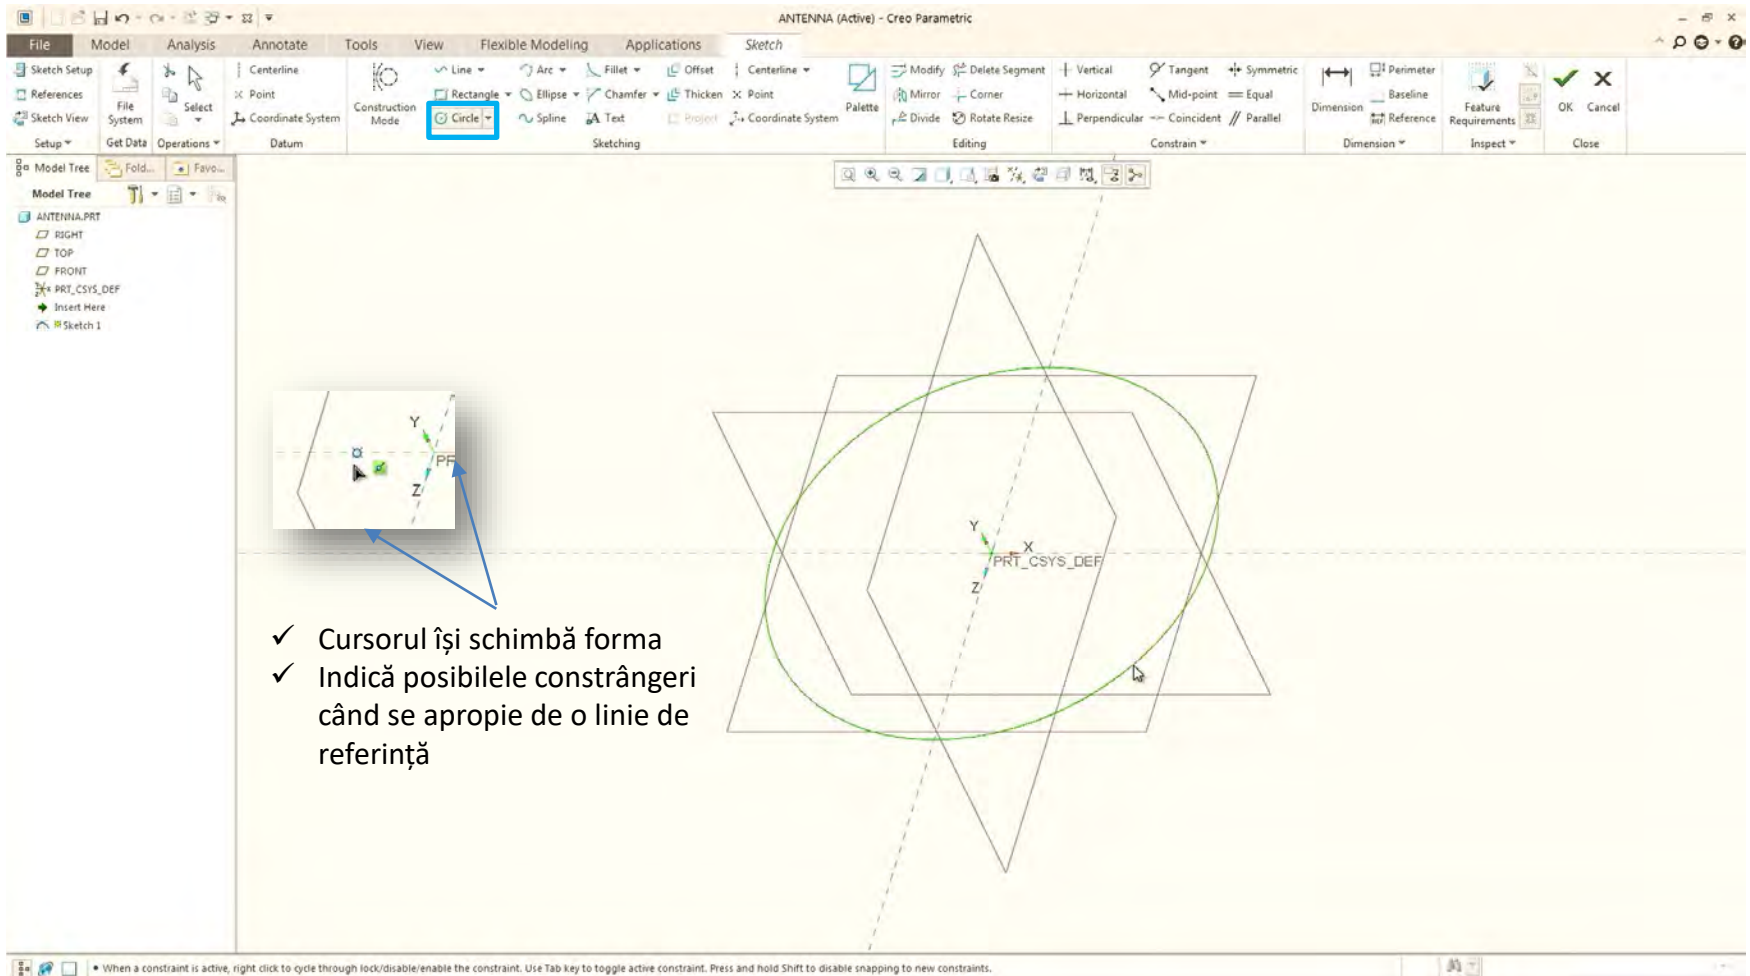 ANTENNA (Active) - Creo Parametric
File Model Analysis Annotate Tools View Flexible Modeling Applications Sketch
Sketch Setup
References
Sketch View
Setup
File System
Get Data
Select
Operations
Centerline
Point
Coordinate System
Datum
Construction Mode
Line Arc Fillet Offset Centerline
Rectangle Ellipse Chamfer Thicken Point
Circle Spline Text Project Coordinate System
Palette
Sketching
Modify Delete Segment
Mirror Corner
Divide Rotate Resize
Editing
Vertical Tangent Symmetric
Horizontal Mid-point Equal
Perpendicular Coincident Parallel
Constrain
Dimension
Perimeter
Baseline
Reference
Dimension
Feature Requirements
Inspect
OK Cancel
Close
Model Tree Fold... Favo...
Model Tree
ANTENNA.PRT
RIGHT
TOP
FRONT
PRT_CSYS_DEF
Insert Here
Sketch 1
Y
PF
Z
Y
X
PRT_CSYS_DEF
Z
✓ Cursorul își schimbă forma
✓ Indică posibilele constrângeri
când se apropie de o linie de
referință
• When a constraint is active, right click to cycle through lock/disable/enable the constraint. Use Tab key to toggle active constraint. Press and hold Shift to disable snapping to new constraints.